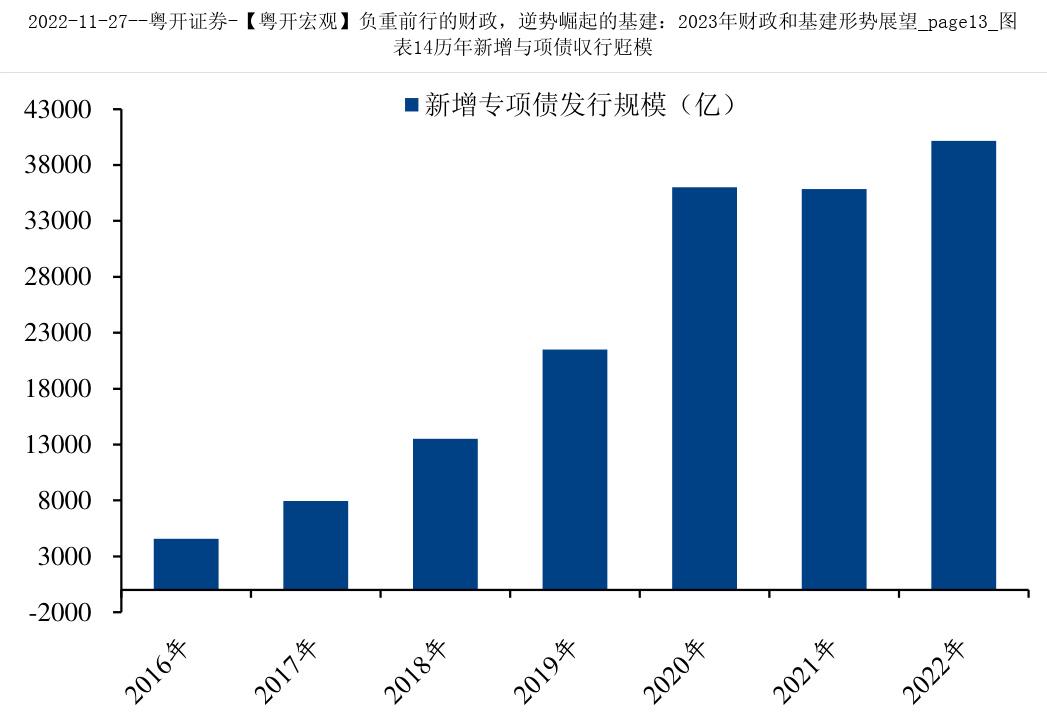 2022-11-27--粤开证券-【粤开宏观】负重前行的财政，逆势崛起的基建：2023年财政和基建形势展望_page13_图
表14历年新增与项债収行觃模
新增专项债发行规模（亿）
43000
38000
33000
28000
23000
18000
13000
8000
3000
-2000
2016年
2017年
2018年
2019年
2020年
2021年
2022年